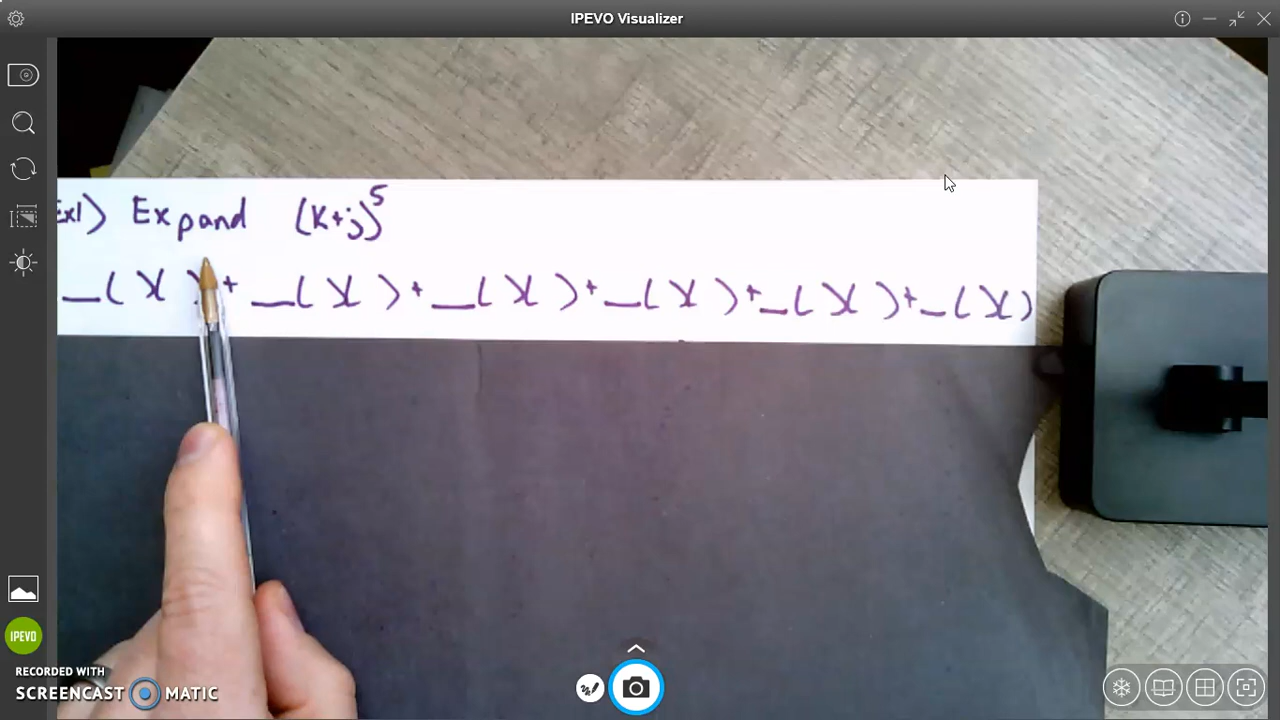 IPEVO Visualizer
Ex1) Expand (k+j)^5
_( )( )+ _( )( )+ _( )( )+ _( )( )+ _( )( )+ _( )( )
IPEVO
RECORDED WITH
SCREENCAST MATIC